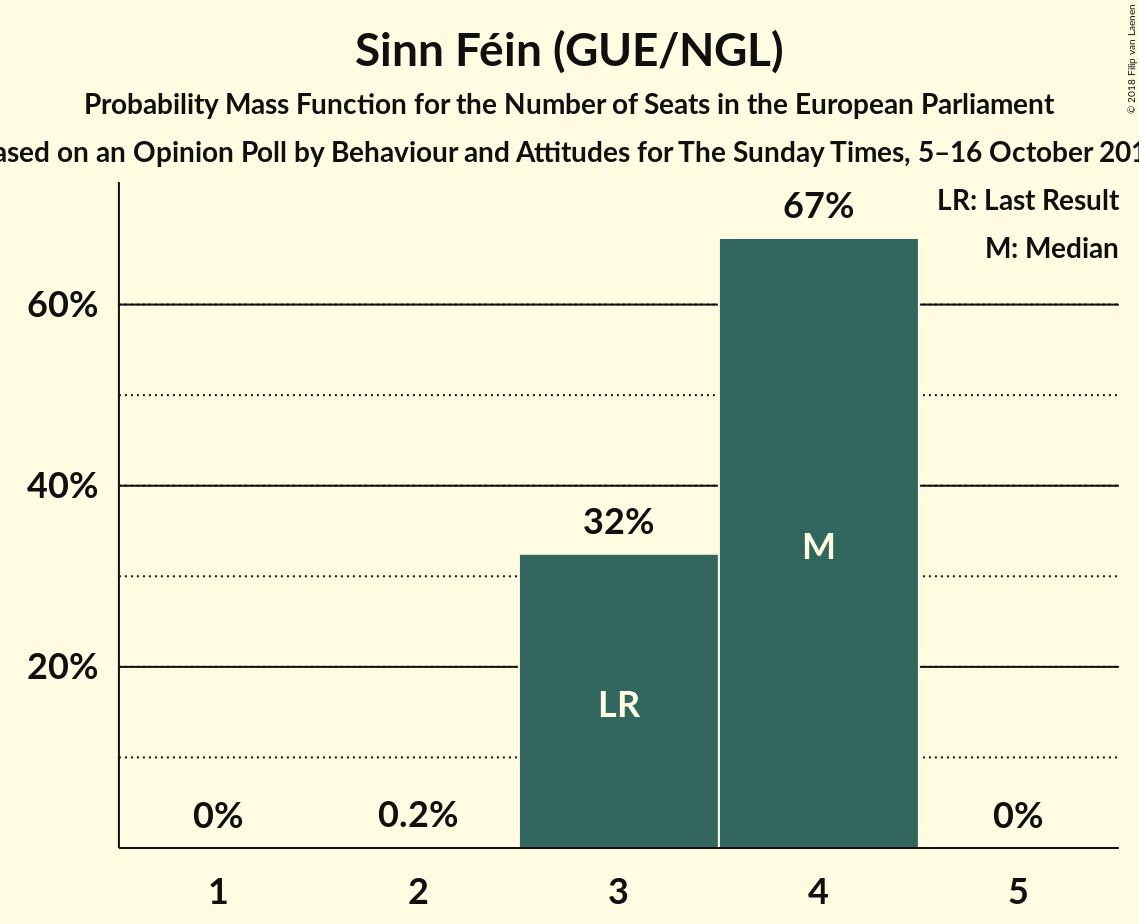 Sinn Féin (GUE/NGL)
Probability Mass Function for the Number of Seats in the European Parliament
on an Opinion Poll by Behaviour and Attitudes for The Sunday Times, 5–16 October
© 2018 Filip van Laenen
LR: Last Result
M: Median
67%
60%
40%
32%
M
20%
LR
0%
0.2%
0%
1
2
3
4
5